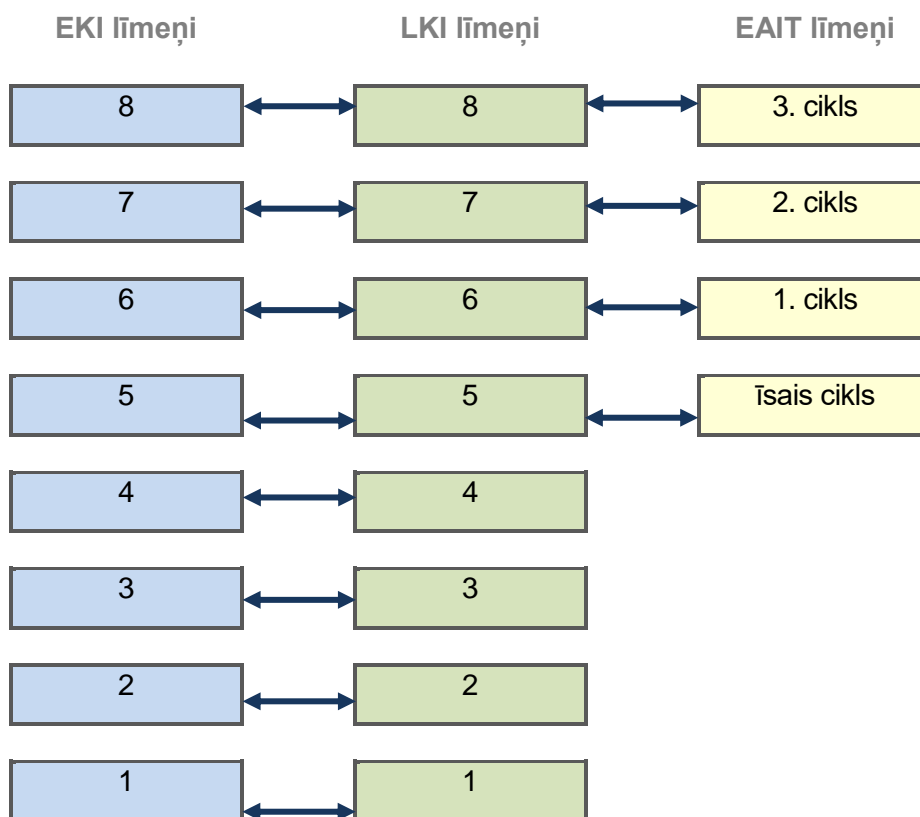 EKI līmeņi LKI līmeņi EAIT līmeņi
8 8 3. cikls
7 7 2. cikls
6 6 1. cikls
5 5 īsais cikls
4 4
3 3
2 2
1 1